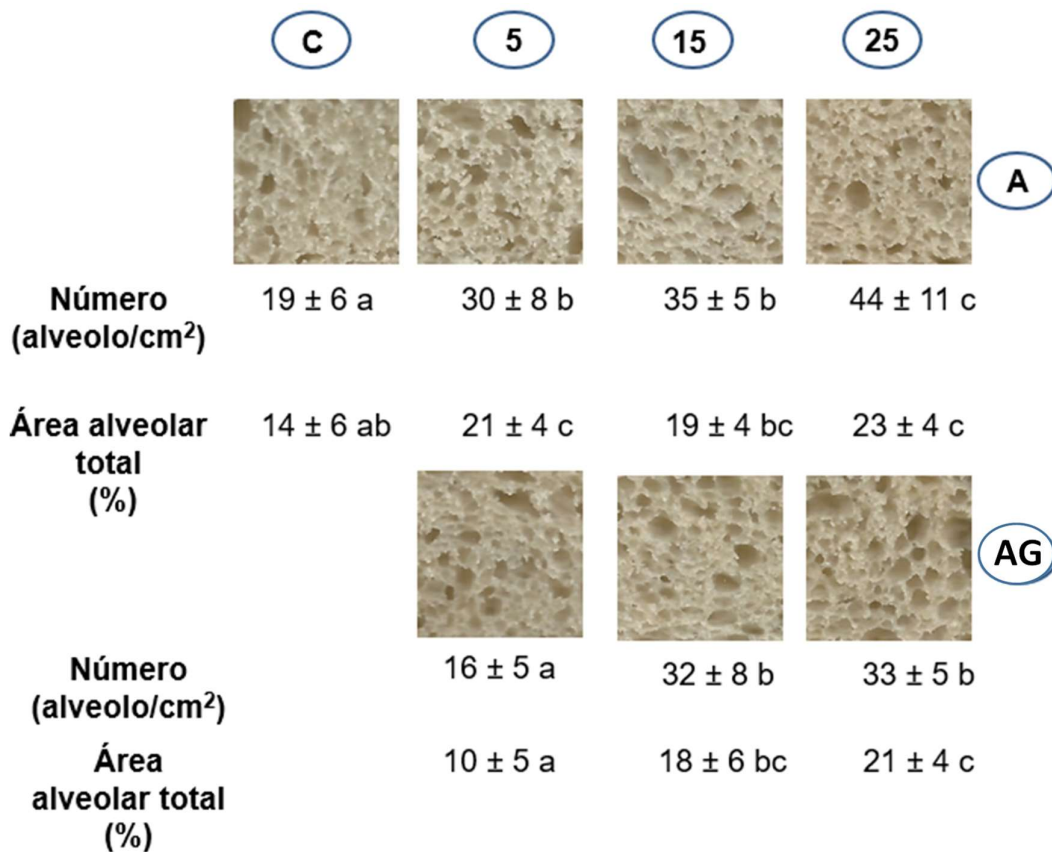 C 5 15 25
A
Número
(alveolo/cm²)
19 ± 6 a 30 ± 8 b 35 ± 5 b 44 ± 11 c
Área alveolar
total
(%)
14 ± 6 ab 21 ± 4 c 19 ± 4 bc 23 ± 4 c
AG
Número
(alveolo/cm²)
16 ± 5 a 32 ± 8 b 33 ± 5 b
Área
alveolar total
(%)
10 ± 5 a 18 ± 6 bc 21 ± 4 c